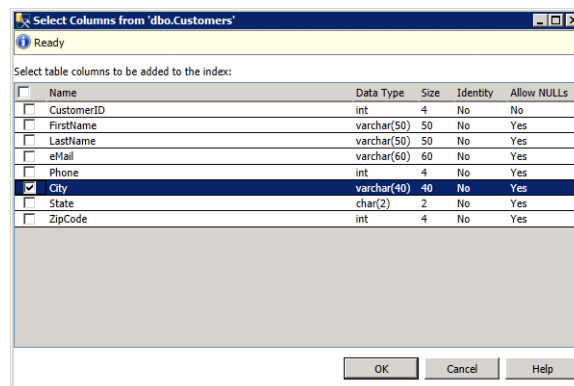 Select Columns from 'dbo.Customers'
Ready
Select table columns to be added to the index:
Name Data Type Size Identity Allow NULLs
CustomerID int 4 No No
FirstName varchar(50) 50 No Yes
LastName varchar(50) 50 No Yes
eMail varchar(60) 60 No Yes
Phone int 4 No Yes
City varchar(40) 40 No Yes
State char(2) 2 No Yes
ZipCode int 4 No Yes
OK Cancel Help